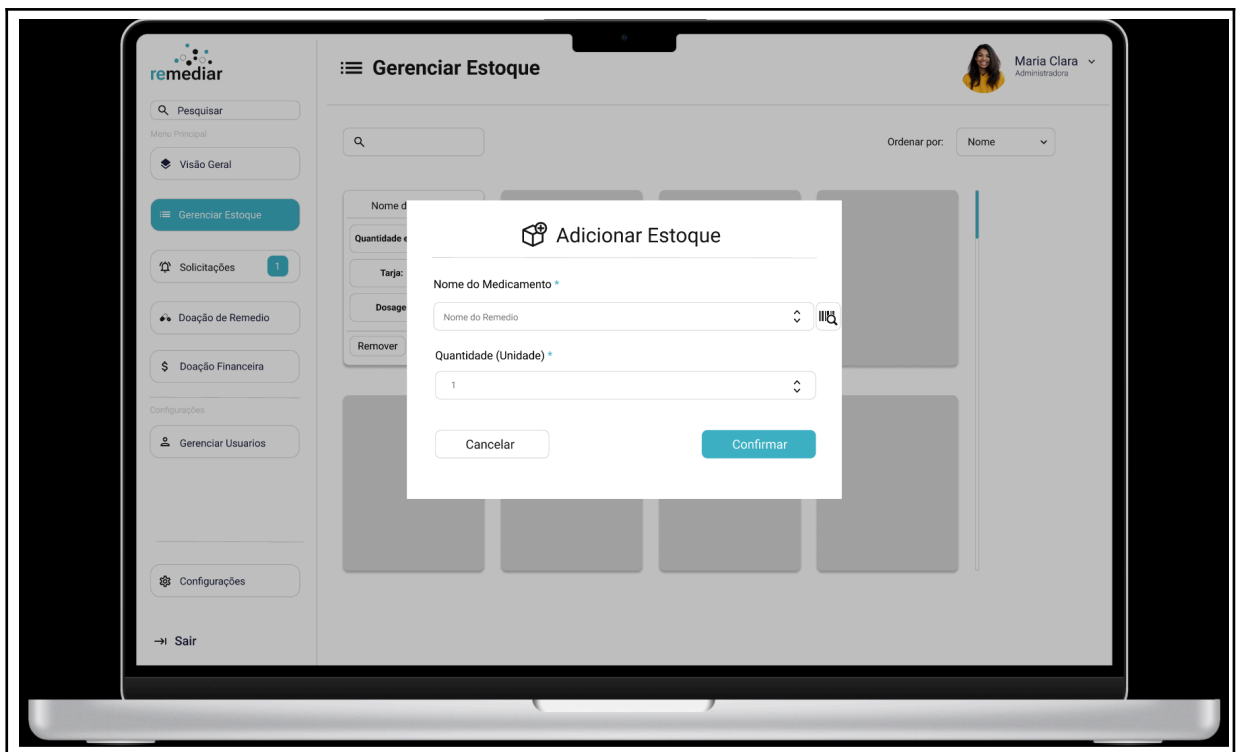 remediar
Gerenciar Estoque
Maria Clara
Administradora
Pesquisar
Menu Principal
Visão Geral
Gerenciar Estoque
Solicitações 1
Doação de Remedio
$ Doação Financeira
Configurações
Gerenciar Usuarios
Configurações
Sair
Ordenar por: Nome
Nome d
Quantidade e
Tarja:
Dosage
Remover
Adicionar Estoque
Nome do Medicamento *
Nome do Remedio
Quantidade (Unidade) *
1
Cancelar Confirmar